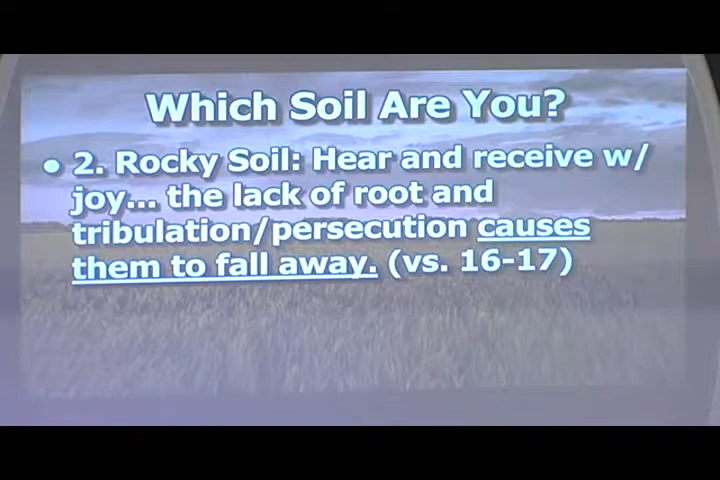 Which Soil Are You?
• 2. Rocky Soil: Hear and receive w/
joy... the lack of root and
tribulation/persecution causes
them to fall away. (vs. 16-17)